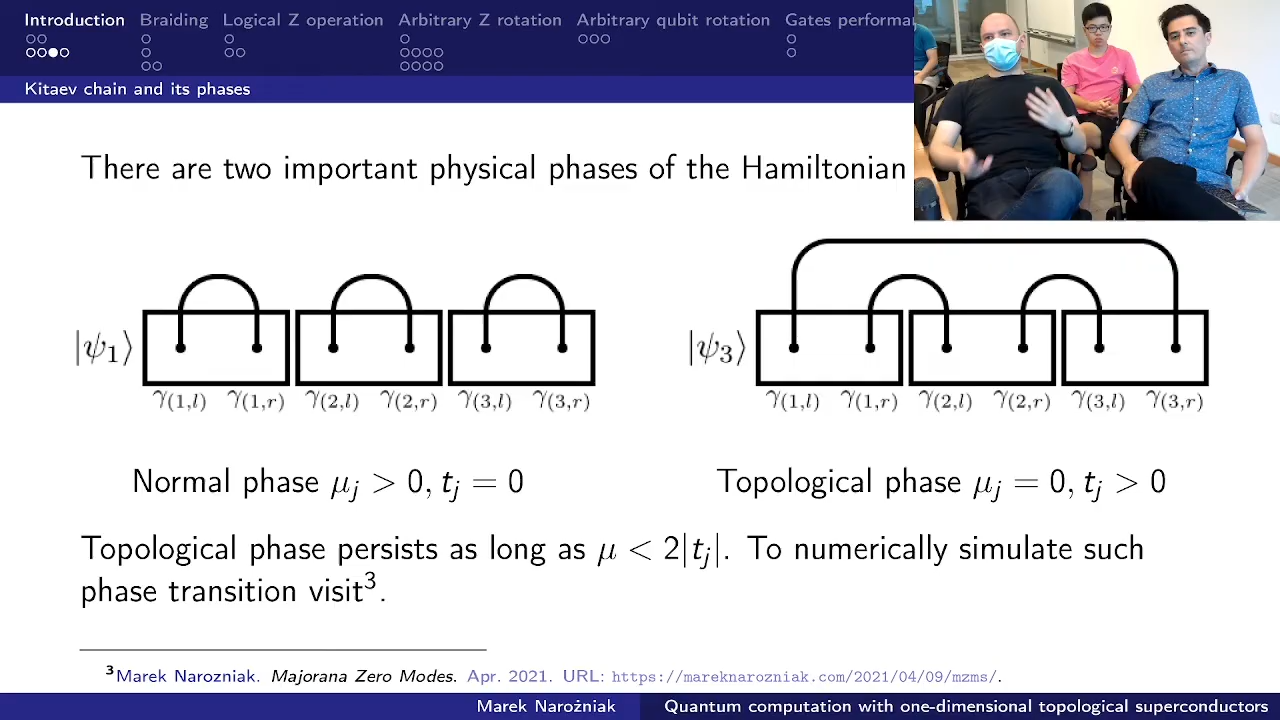 Introduction Braiding Logical Z operation Arbitrary Z rotation Arbitrary qubit rotation Gates
Kitaev chain and its phases
There are two important physical phases of the Hamiltonian
|ψ₁⟩
γ(1,l) γ(1,r) γ(2,l) γ(2,r) γ(3,l) γ(3,r)
|ψ₃⟩
γ(1,l) γ(1,r) γ(2,l) γ(2,r) γ(3,l) γ(3,r)
Normal phase μⱼ > 0, tⱼ = 0
Topological phase μⱼ = 0, tⱼ > 0
Topological phase persists as long as μ < 2|tⱼ|. To numerically simulate such
phase transition visit³.
³Marek Narozniak. Majorana Zero Modes. Apr. 2021. URL: https://mareknarozniak.com/2021/04/09/mzms/.
Marek Narożniak Quantum computation with one-dimensional topological superconductors